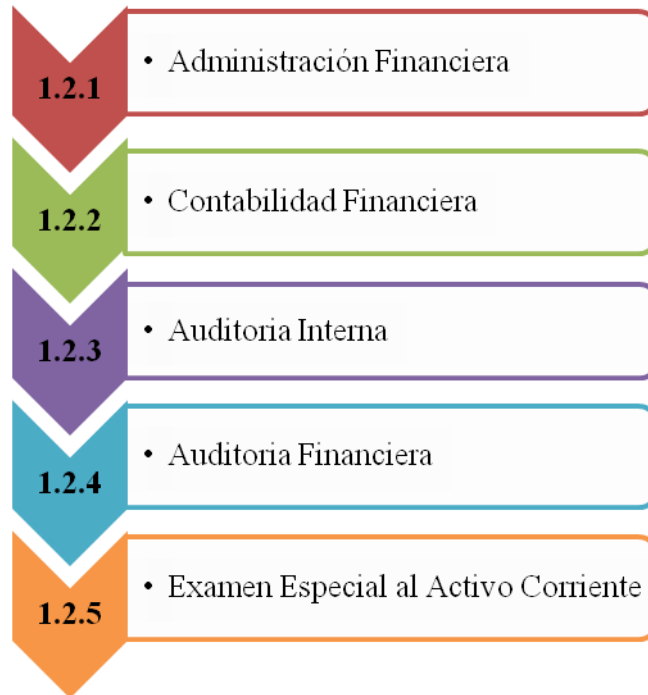 1.2.1
• Administración Financiera
1.2.2
• Contabilidad Financiera
1.2.3
• Auditoria Interna
1.2.4
• Auditoria Financiera
1.2.5
• Examen Especial al Activo Corriente